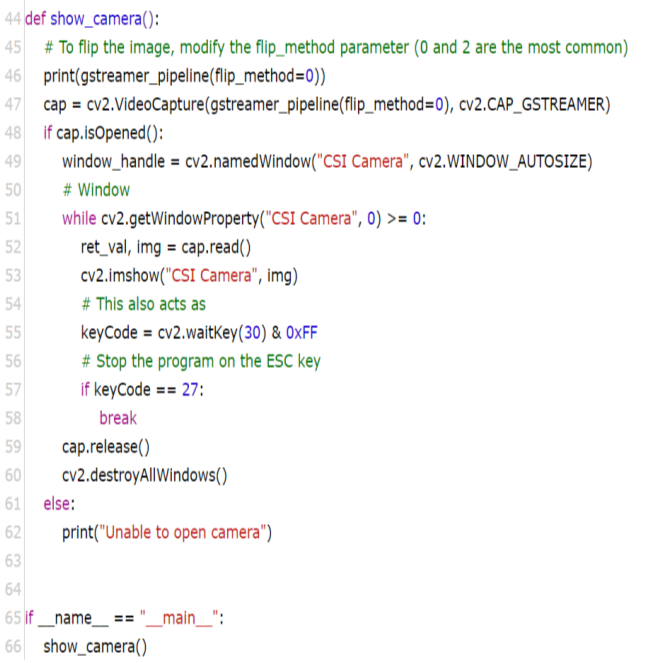 44 def show_camera():
45 # To flip the image, modify the flip_method parameter (0 and 2 are the most common)
46 print(gstreamer_pipeline(flip_method=0))
47 cap = cv2.VideoCapture(gstreamer_pipeline(flip_method=0), cv2.CAP_GSTREAMER)
48 if cap.isOpened():
49 window_handle = cv2.namedWindow("CSI Camera", cv2.WINDOW_AUTOSIZE)
50 # Window
51 while cv2.getWindowProperty("CSI Camera", 0) >= 0:
52 ret_val, img = cap.read()
53 cv2.imshow("CSI Camera", img)
54 # This also acts as
55 keyCode = cv2.waitKey(30) & 0xFF
56 # Stop the program on the ESC key
57 if keyCode == 27:
58 break
59 cap.release()
60 cv2.destroyAllWindows()
61 else:
62 print("Unable to open camera")
63
64
65 if __name__ == "__main__":
66 show_camera()